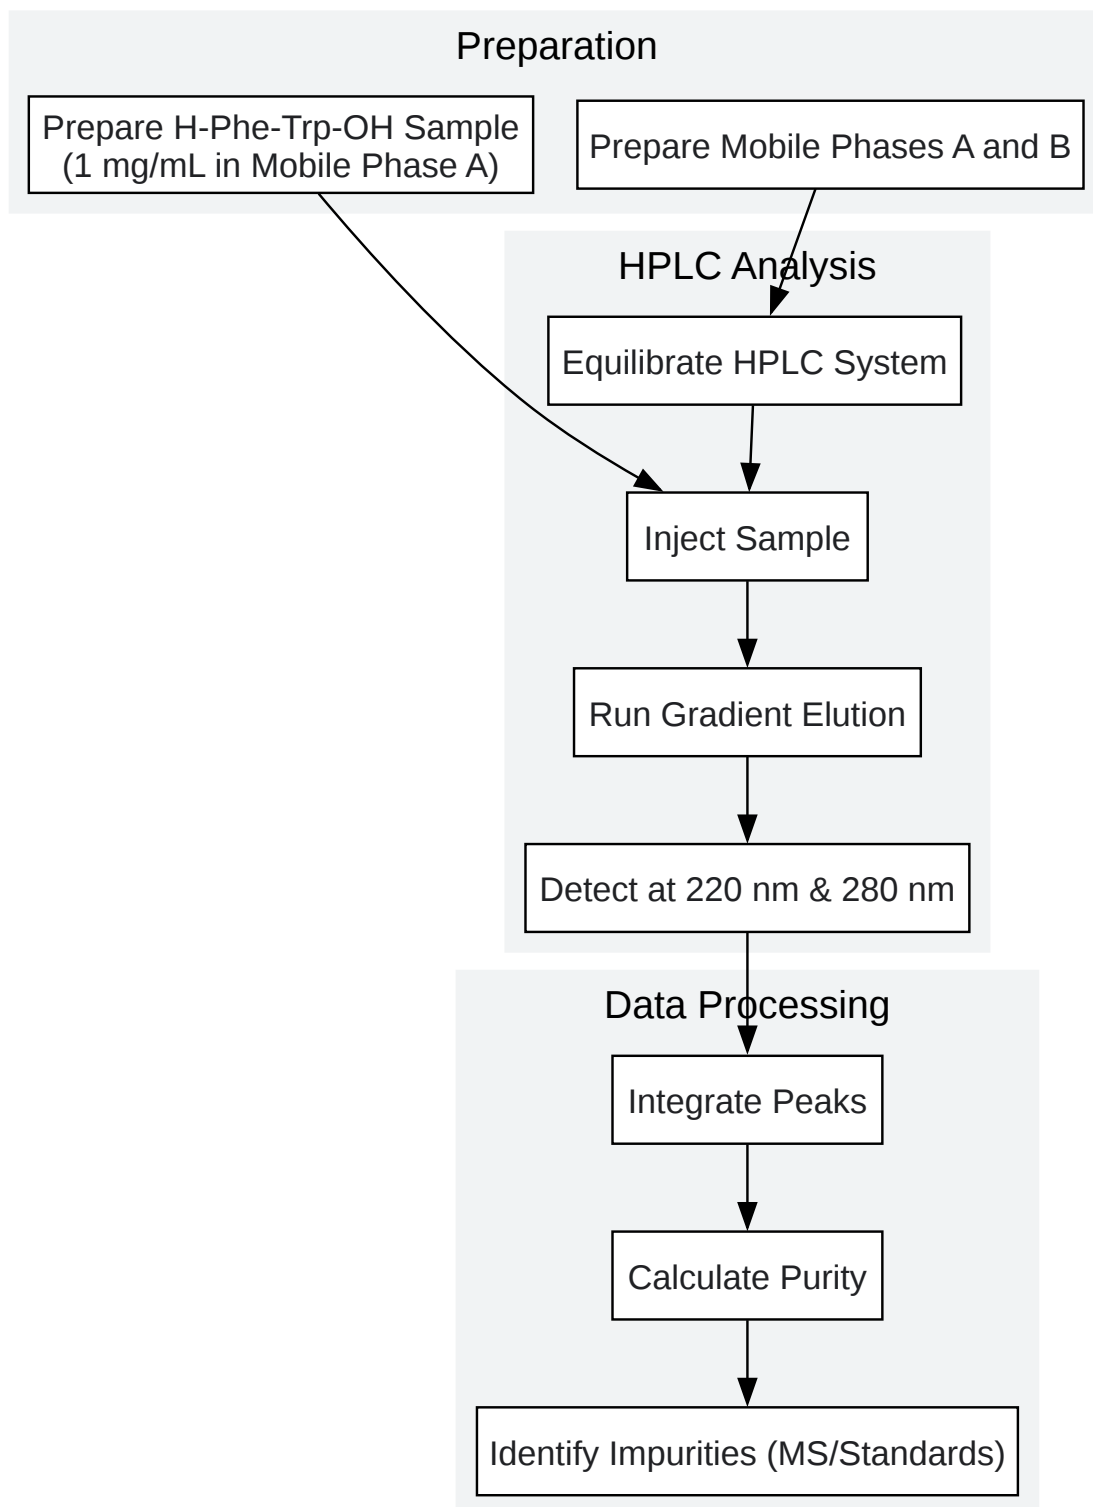 Preparation
Prepare H-Phe-Trp-OH Sample
(1 mg/mL in Mobile Phase A)
Prepare Mobile Phases A and B
HPLC Analysis
Equilibrate HPLC System
Inject Sample
Run Gradient Elution
Detect at 220 nm & 280 nm
Data Processing
Integrate Peaks
Calculate Purity
Identify Impurities (MS/Standards)